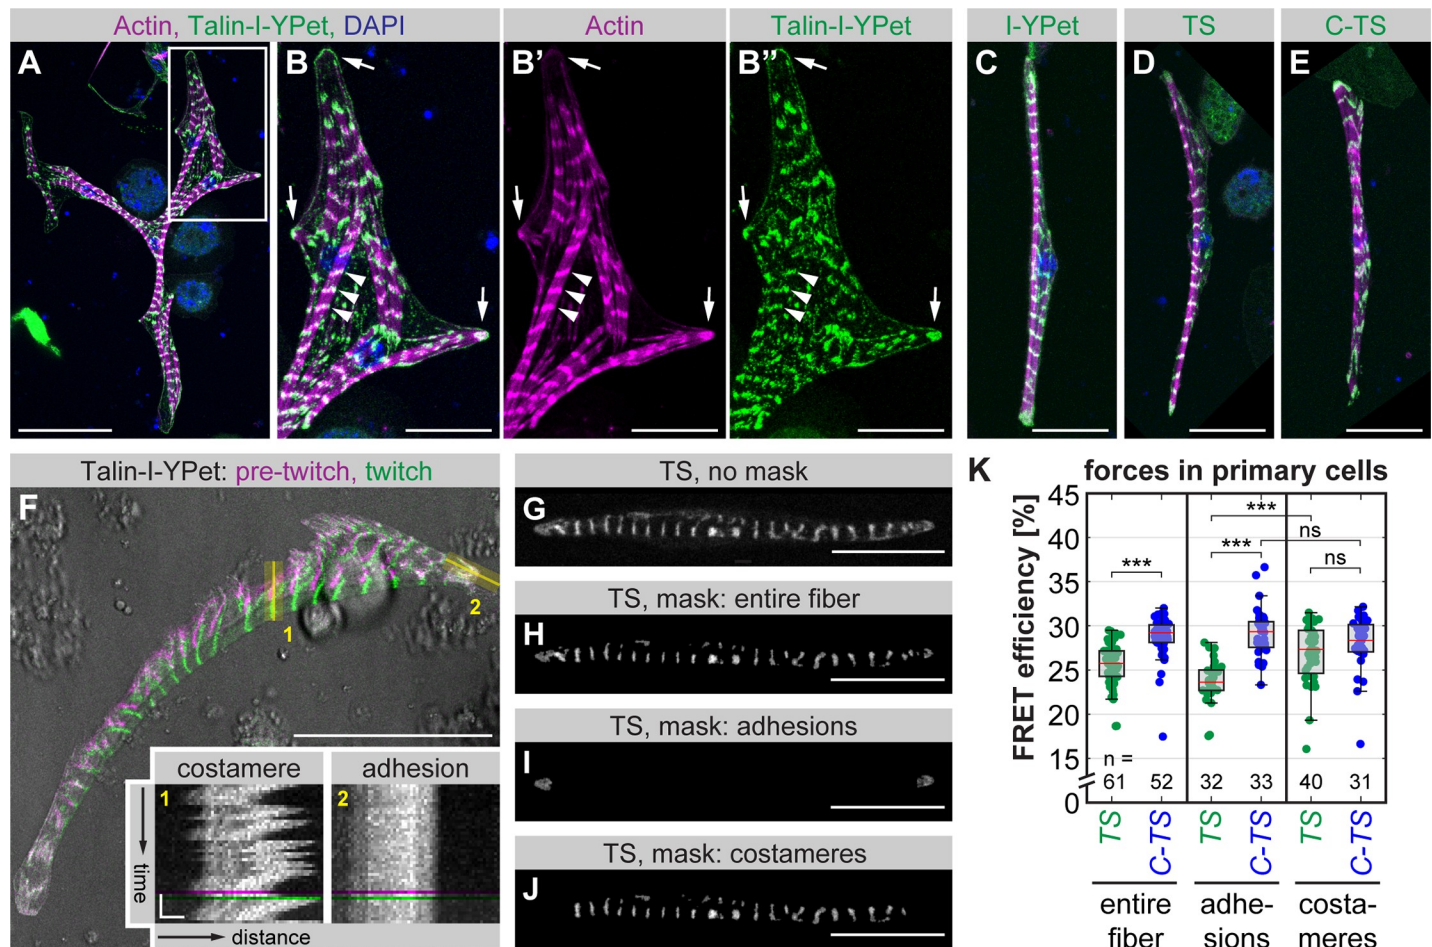 Actin, Talin-I-YPet, DAPI
Actin
Talin-I-YPet
I-YPet
TS
C-TS
A
B
B’
B”
C
D
E
Talin-I-YPet: pre-twitch, twitch
F
1
2
costamere
adhesion
1
2
time
distance
TS, no mask
G
TS, mask: entire fiber
H
TS, mask: adhesions
I
TS, mask: costameres
J
K
forces in primary cells
FRET efficiency [%]
45
40
35
30
25
20
15
0
***
***
***
ns
ns
n =
61 52 32 33 40 31
TS C-TS TS C-TS TS C-TS
entire fiber
adhe-sions
costa-meres